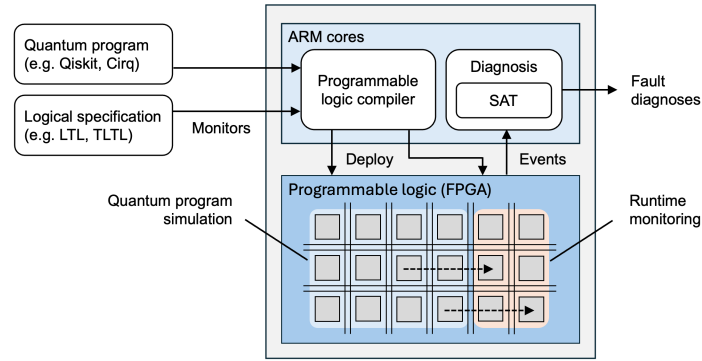 Quantum program
(e.g. Qiskit, Cirq)
Logical specification
(e.g. LTL, TLTL)
Monitors
ARM cores
Programmable
logic compiler
Diagnosis
SAT
Fault
diagnoses
Deploy
Events
Quantum program
simulation
Programmable logic (FPGA)
Runtime
monitoring